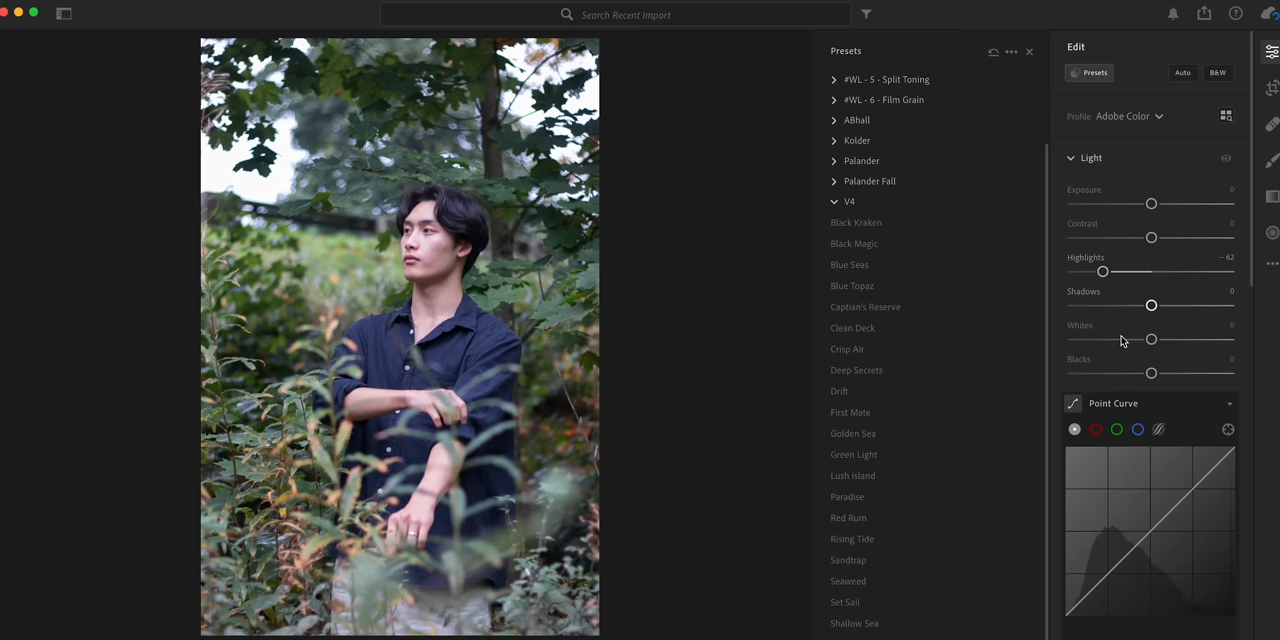 Search Recent Import
Presets
#WL - 5 - Split Toning
#WL - 6 - Film Grain
ABhall
Kolder
Palander
Palander Fall
V4
Black Kraken
Black Magic
Blue Seas
Blue Topaz
Captian's Reserve
Clean Deck
Crisp Air
Deep Secrets
Drift
First Mate
Golden Sea
Green Light
Lush Island
Paradise
Red Rum
Rising Tide
Sandtrap
Seaweed
Set Sail
Shallow Sea
Edit
Presets
Auto
B&W
Profile Adobe Color
Light
Exposure 0
Contrast 0
Highlights - 62
Shadows 0
Whites 0
Blacks 0
Point Curve